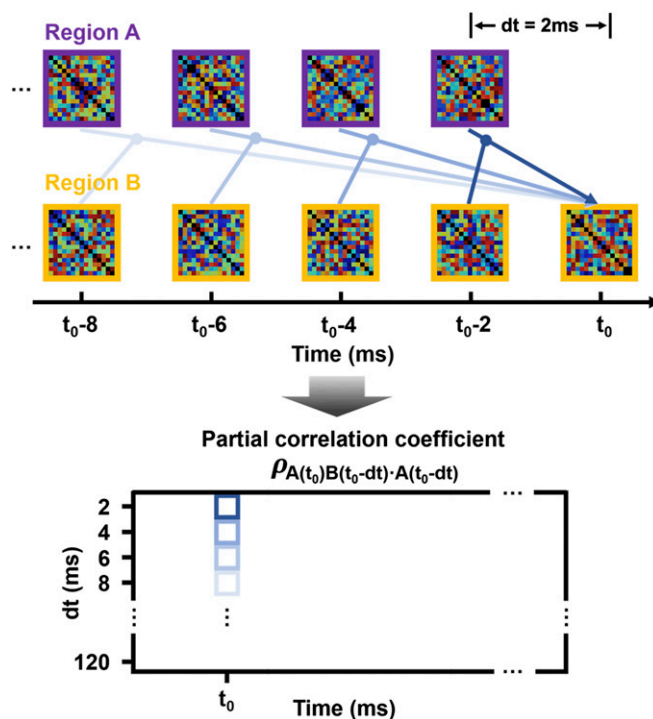 Region A
dt = 2ms
...
Region B
...
t₀-8 t₀-6 t₀-4 t₀-2 t₀
Time (ms)
Partial correlation coefficient
ρA(t₀)B(t₀-dt)·A(t₀-dt)
...
2
4
6
8
dt (ms)
⋮ ⋮ ⋮
120
...
t₀
Time (ms)